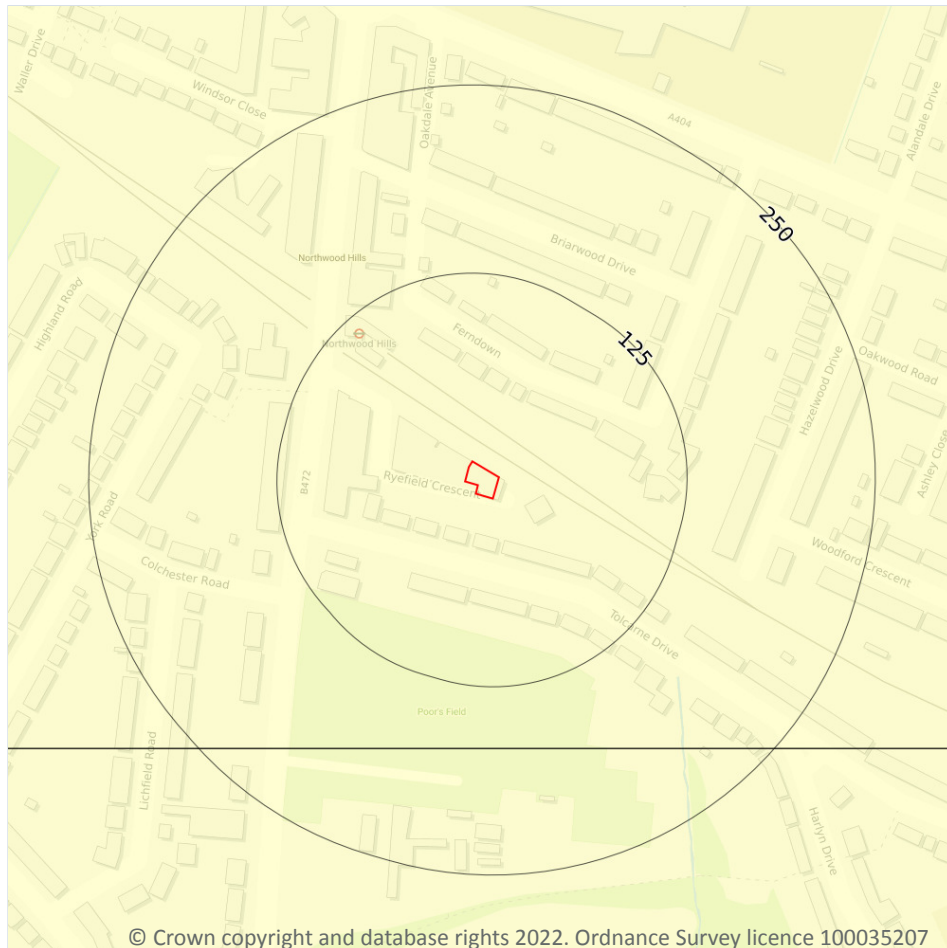 Waller Drive
Windsor Close
Oakdale Avenue
A404
Alandale Drive
250
Northwood Hills
Briarwood Drive
Highland Road
Northwood Hills
Ferndown
125
Oakwood Road
Hazelwood Drive
Ashley Close
B472
Ryefield Crescent
York Road
Colchester Road
Woodford Crescent
Tolcarne Drive
Poor's Field
Lichfield Road
Harlyn Drive
© Crown copyright and database rights 2022. Ordnance Survey licence 100035207